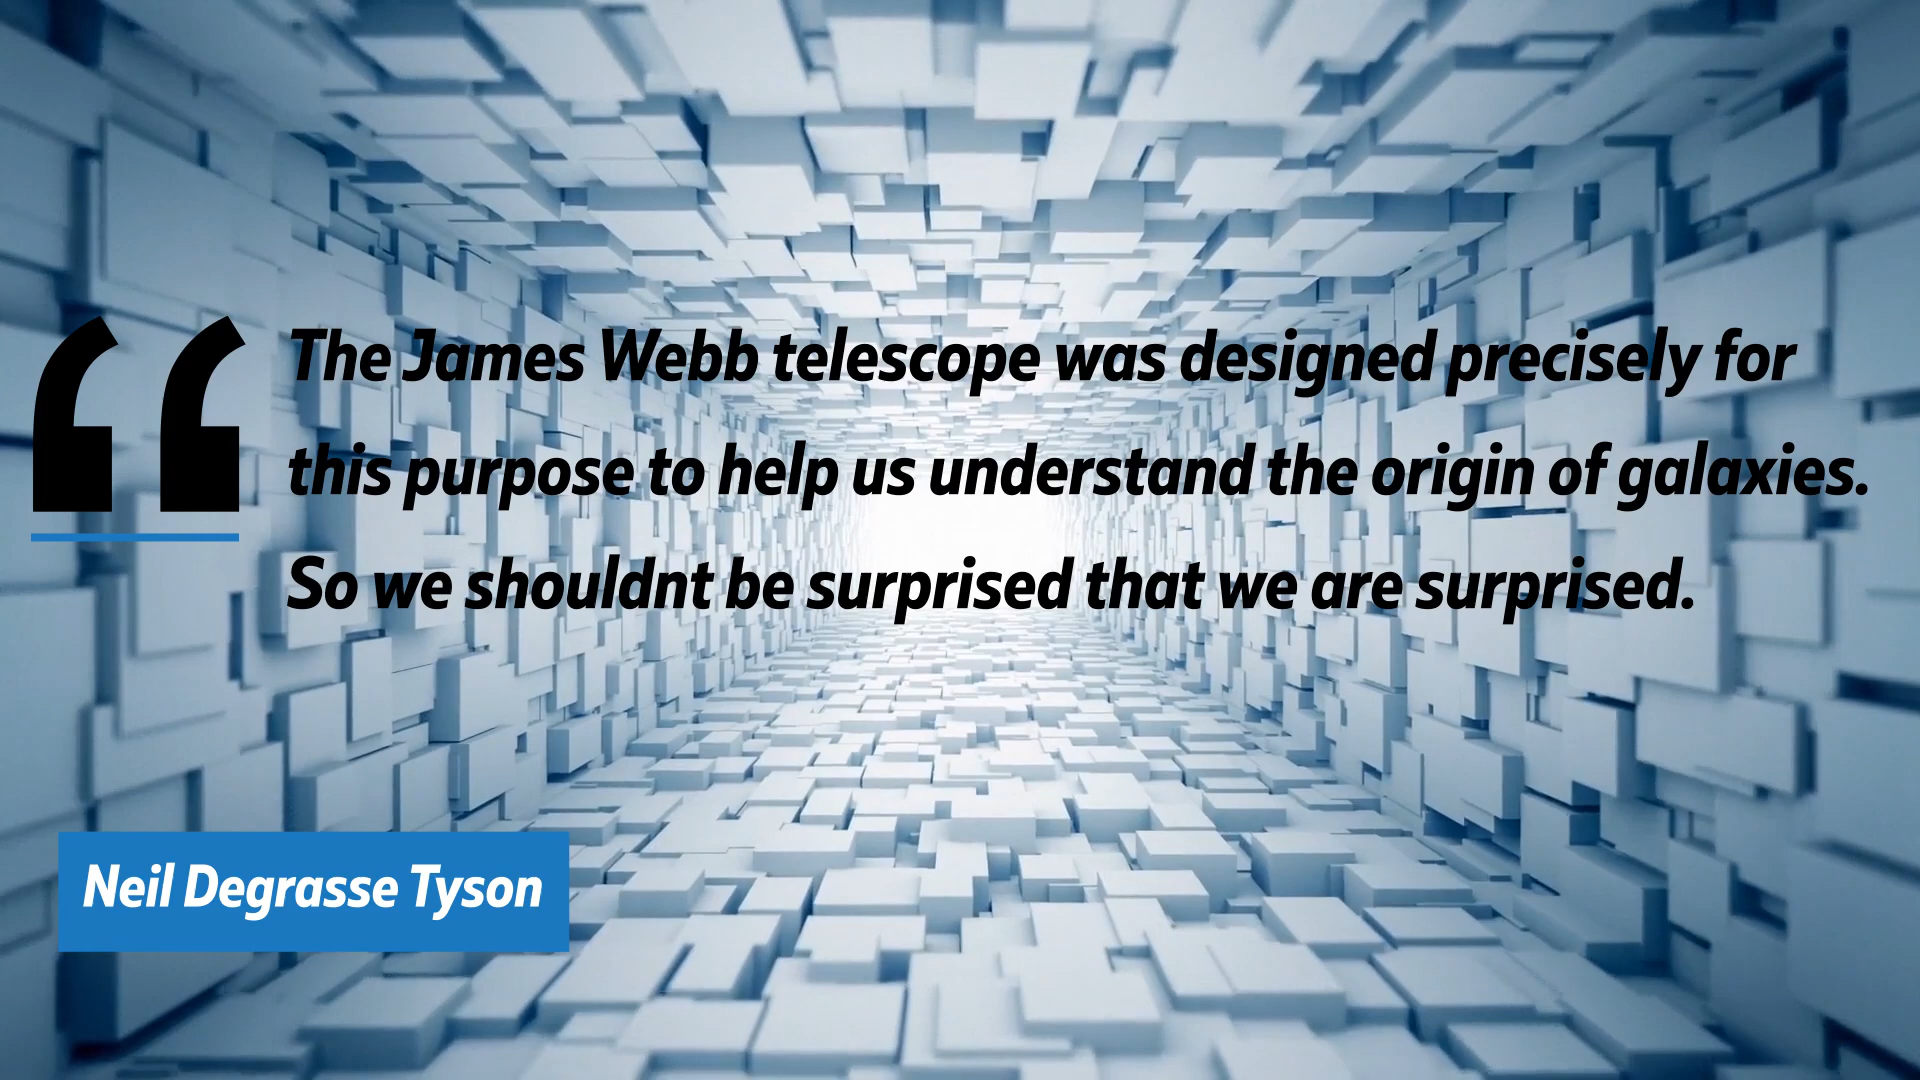 “
The James Webb telescope was designed precisely for
this purpose to help us understand the origin of galaxies.
So we shouldnt be surprised that we are surprised.
Neil Degrasse Tyson